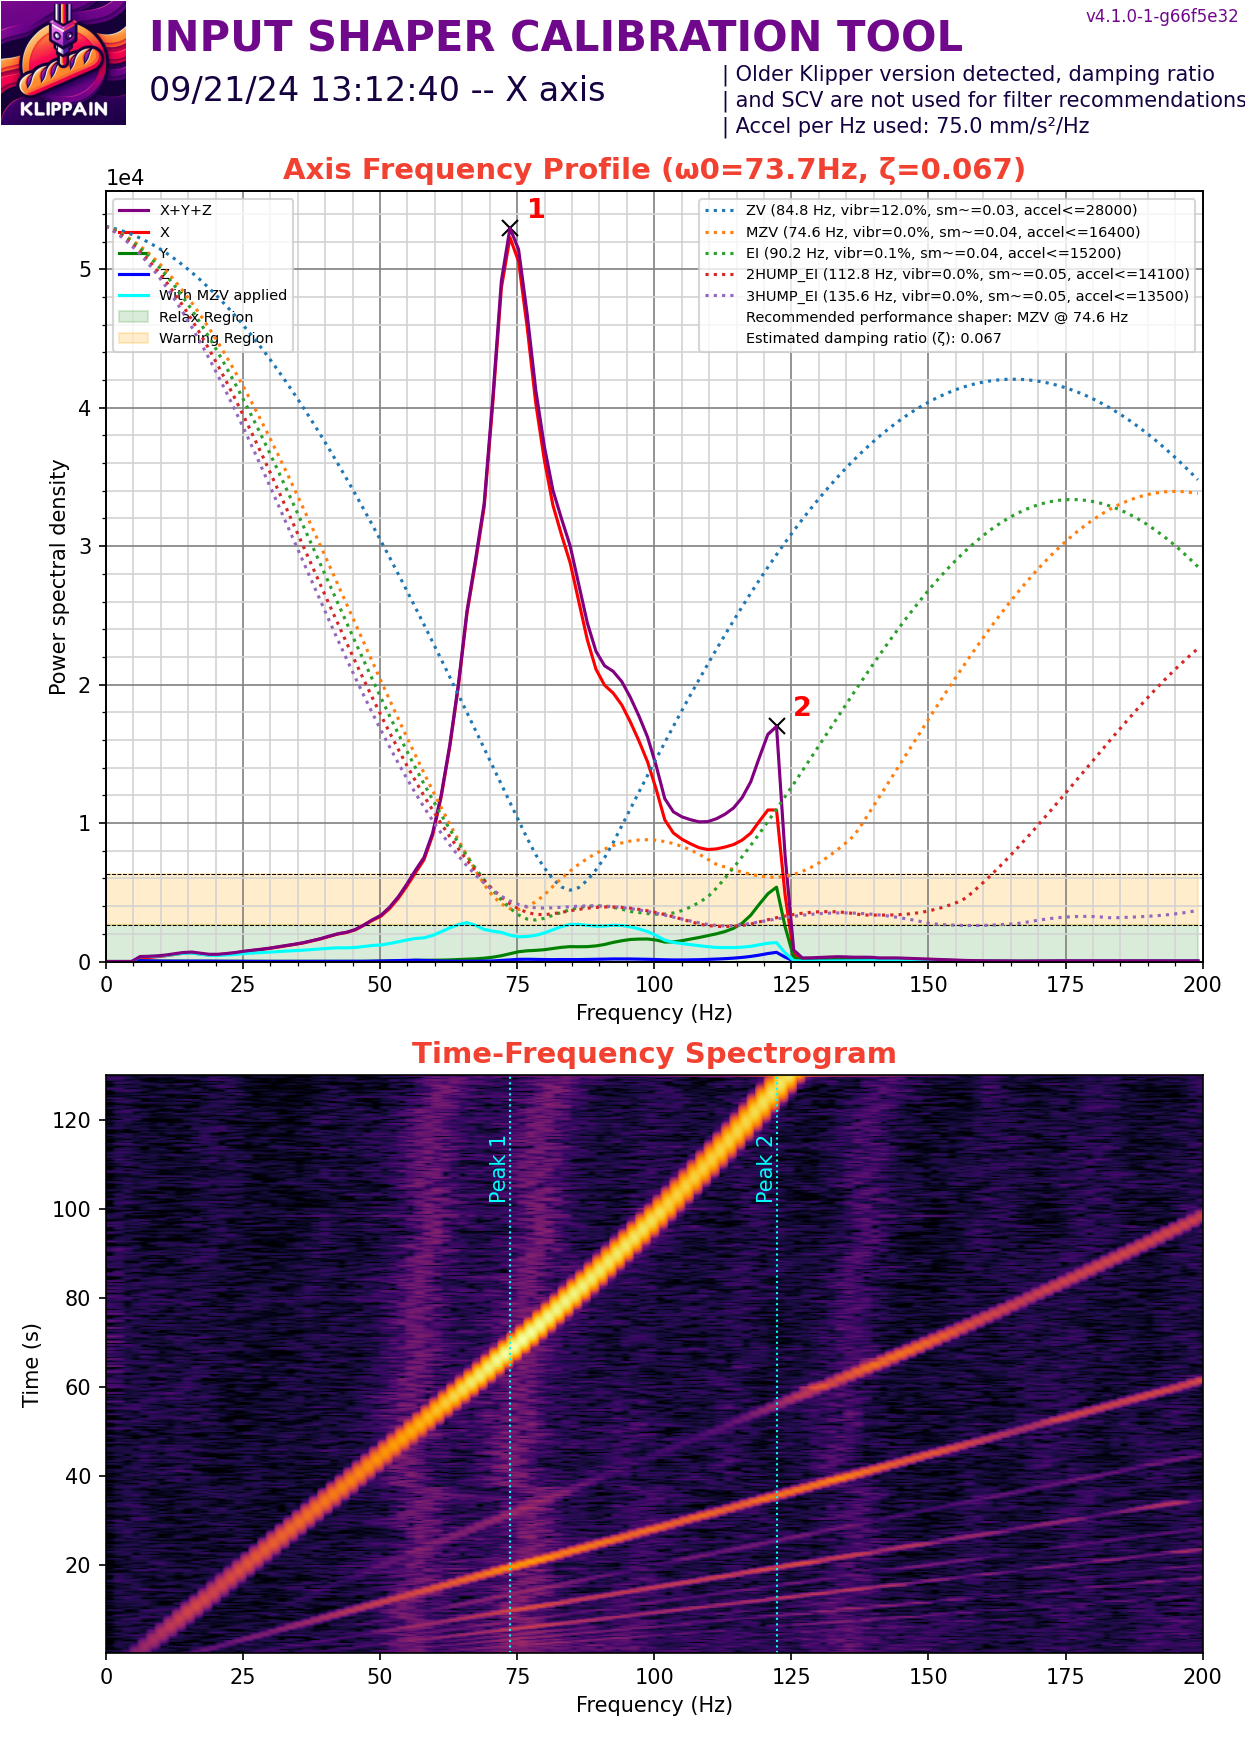 v4.1.0-1-g66f5e32
INPUT SHAPER CALIBRATION TOOL
09/21/24 13:12:40 -- X axis
| Older Klipper version detected, damping ratio
| and SCV are not used for filter recommendations
| Accel per Hz used: 75.0 mm/s²/Hz
KLIPPAIN
Axis Frequency Profile (ω0=73.7Hz, ζ=0.067)
1e4
X+Y+Z
X
Y
Z
With MZV applied
Relax Region
Warning Region
1
ZV (84.8 Hz, vibr=12.0%, sm~=0.03, accel<=28000)
MZV (74.6 Hz, vibr=0.0%, sm~=0.04, accel<=16400)
EI (90.2 Hz, vibr=0.1%, sm~=0.04, accel<=15200)
2HUMP_EI (112.8 Hz, vibr=0.0%, sm~=0.05, accel<=14100)
3HUMP_EI (135.6 Hz, vibr=0.0%, sm~=0.05, accel<=13500)
Recommended performance shaper: MZV @ 74.6 Hz
Estimated damping ratio (ζ): 0.067
2
Power spectral density
5
4
3
2
1
0
0 25 50 75 100 125 150 175 200
Frequency (Hz)
Time-Frequency Spectrogram
Time (s)
120
100
80
60
40
20
Peak 1
Peak 2
0 25 50 75 100 125 150 175 200
Frequency (Hz)